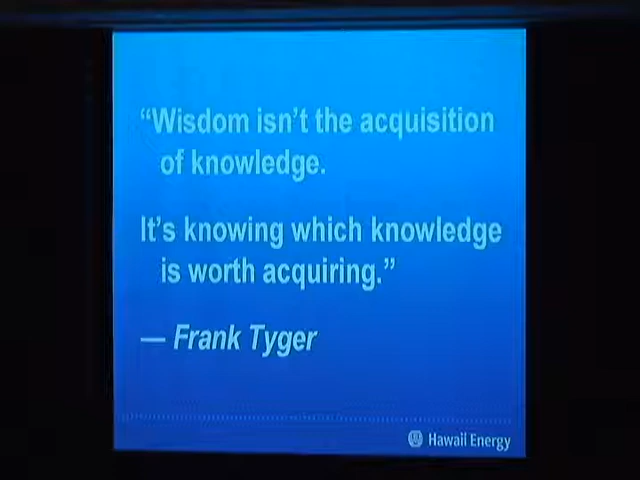 “Wisdom isn’t the acquisition
of knowledge.
It’s knowing which knowledge
is worth acquiring.”
— Frank Tyger
Hawaii Energy